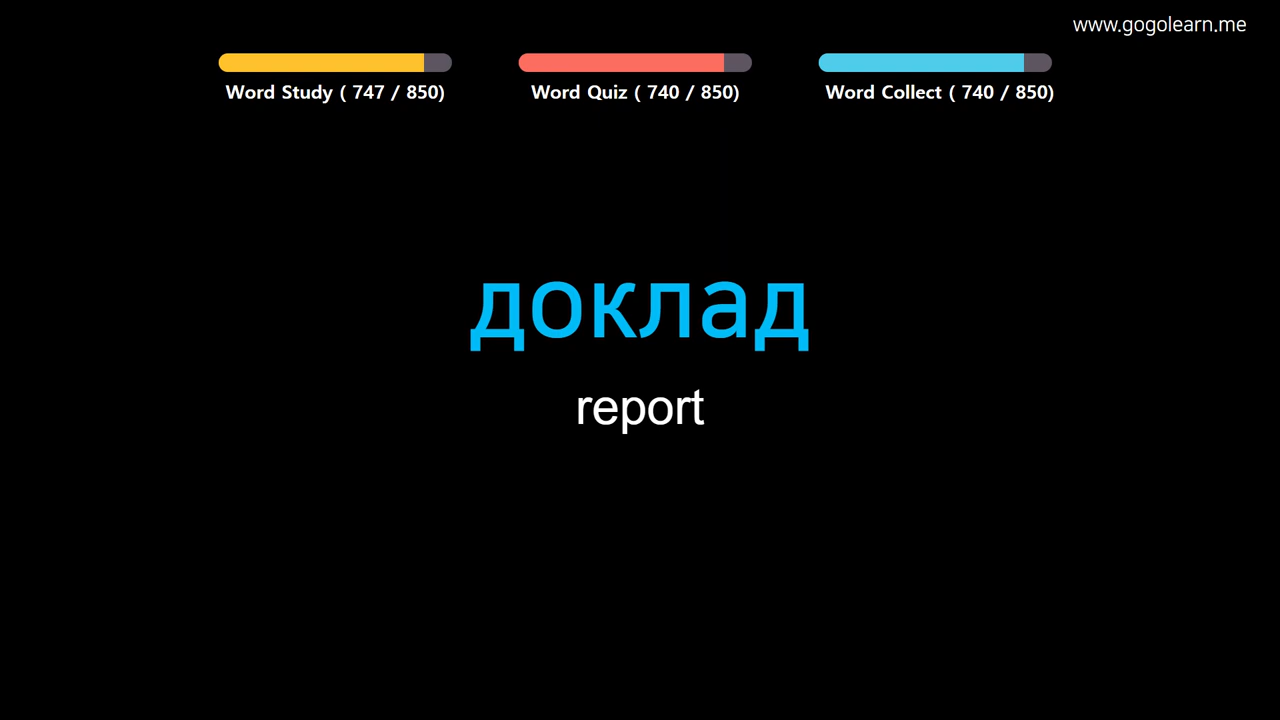 www.gogolearn.me
Word Study ( 747 / 850)
Word Quiz ( 740 / 850)
Word Collect ( 740 / 850)
доклад
report